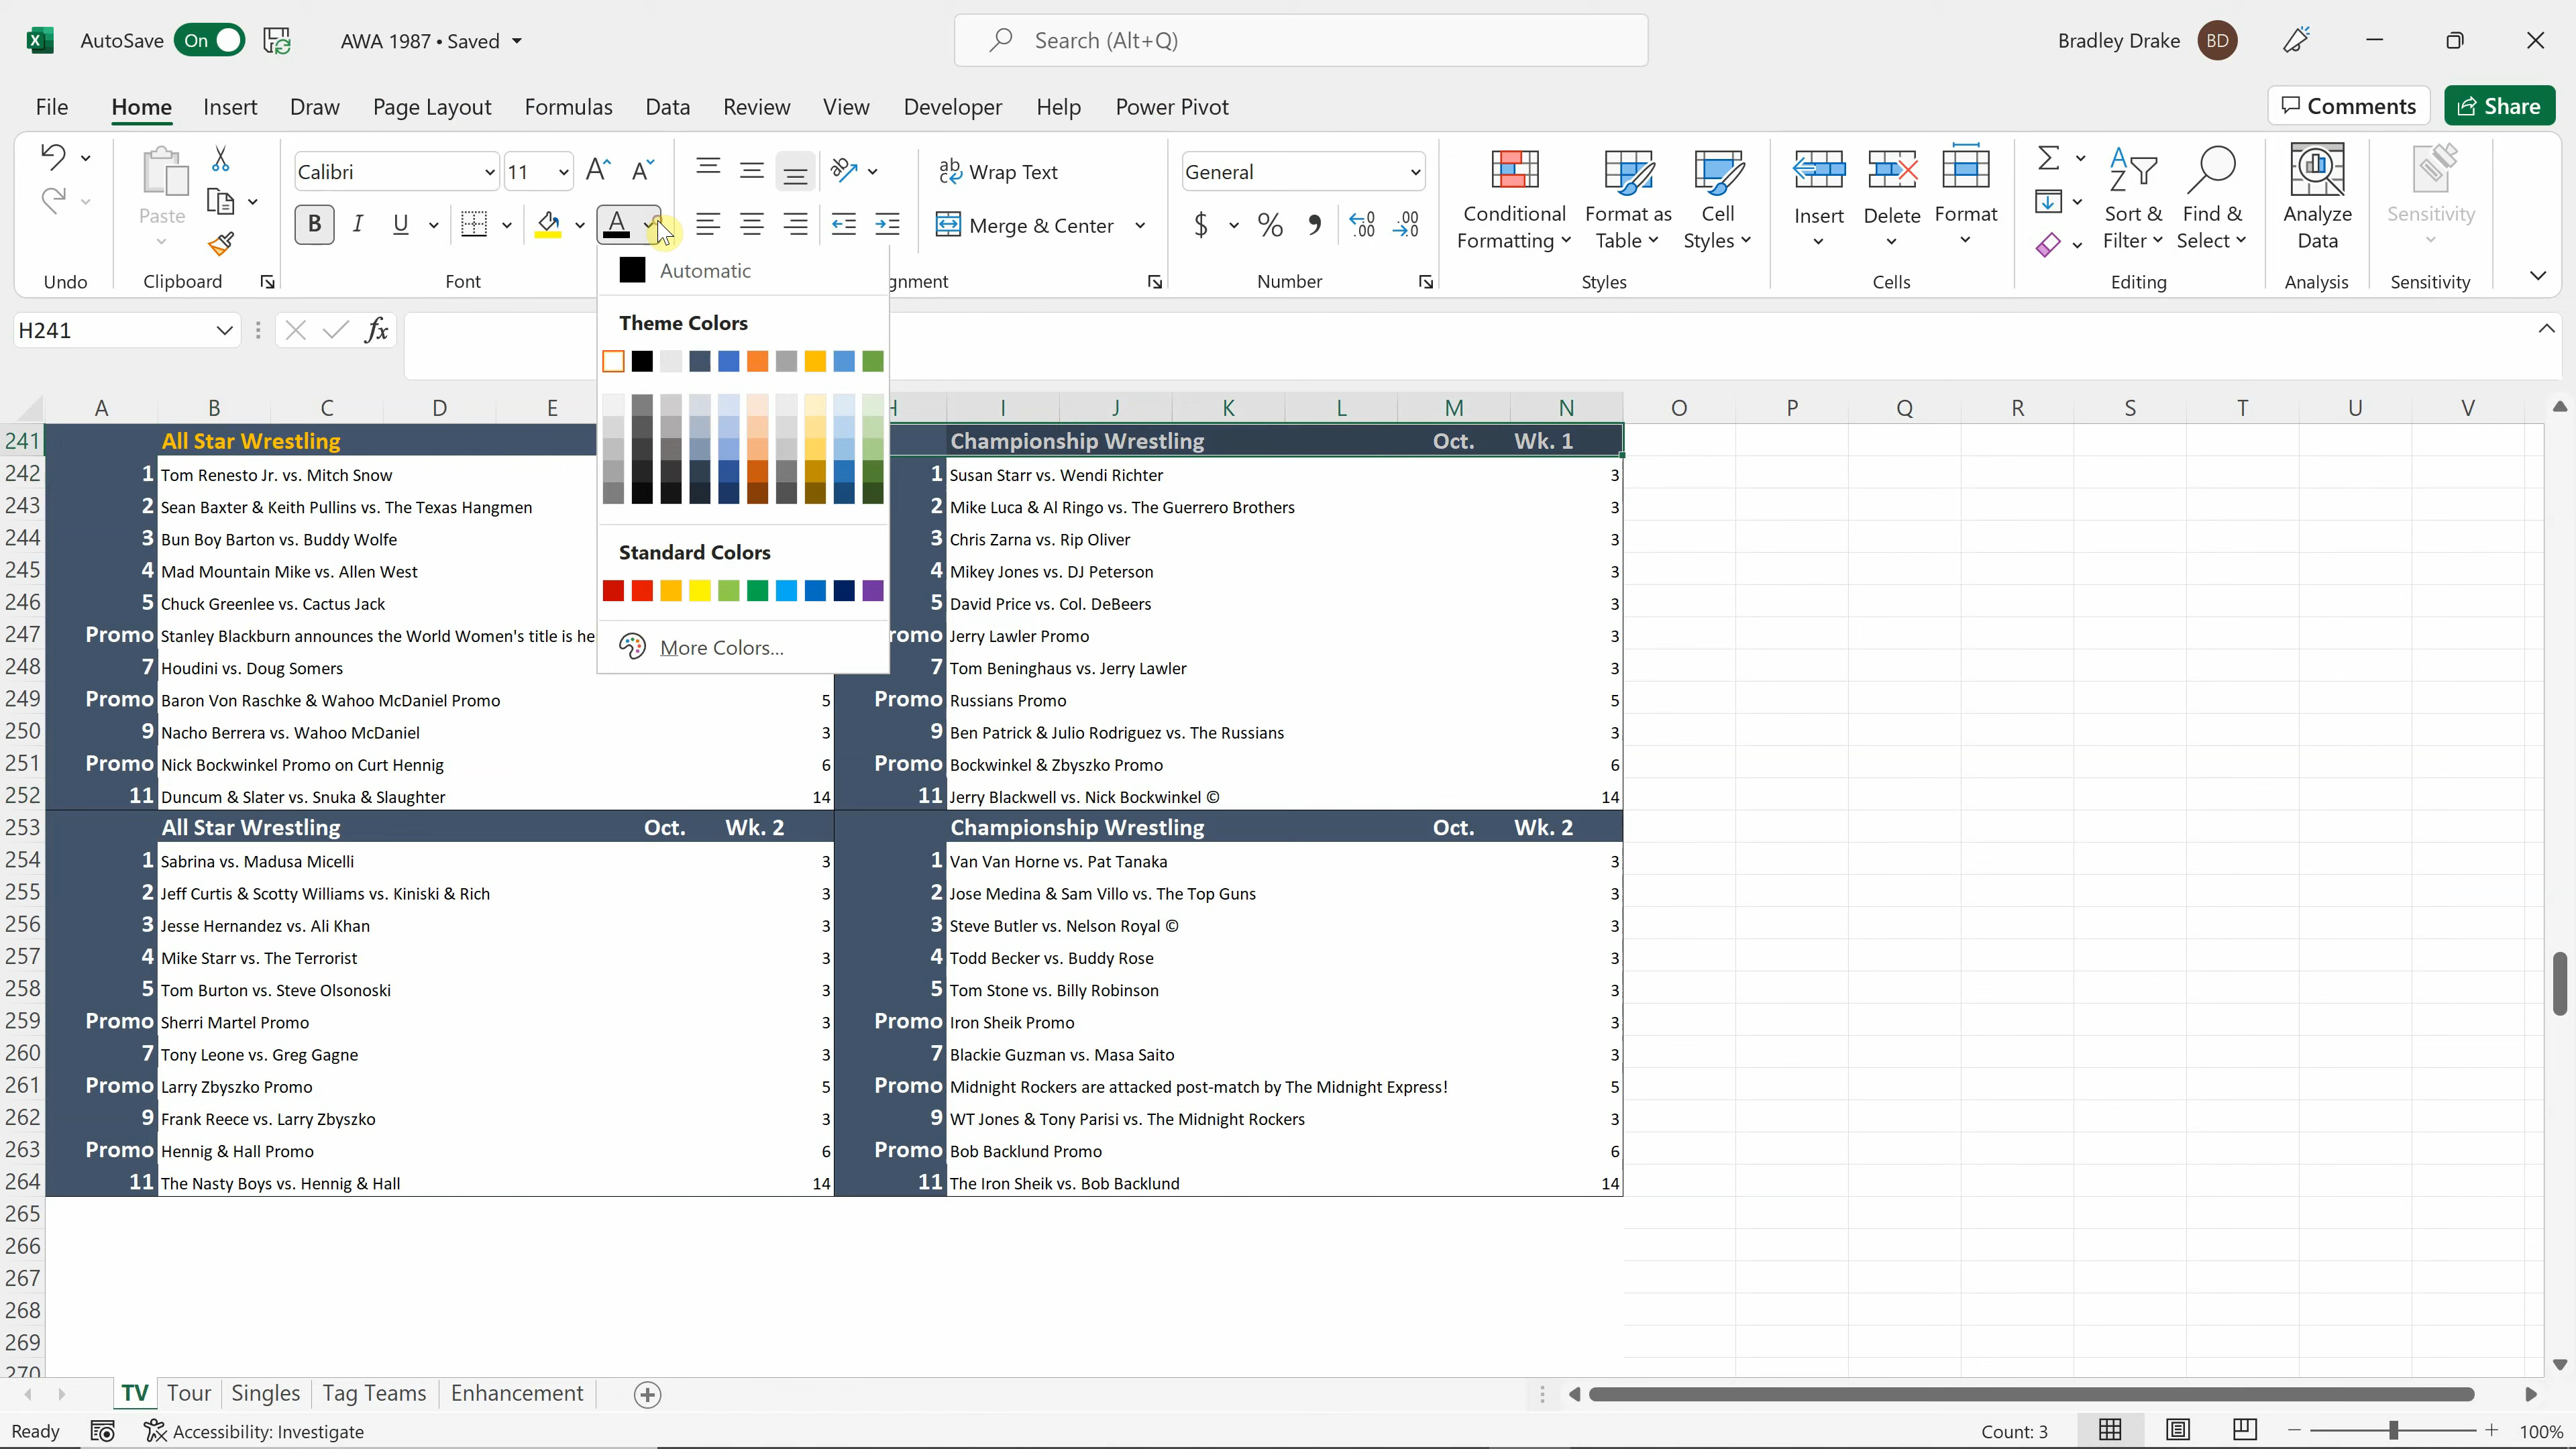 AutoSave On AWA 1987 • Saved Search (Alt+Q) Bradley Drake BD
File Home Insert Draw Page Layout Formulas Data Review View Developer Help Power Pivot Comments Share
Calibri 11 Wrap Text General
Paste B I U A Merge & Center $ % Conditional Formatting Format as Table Cell Styles Insert Delete Format Sort & Filter Find & Select Analyze Data Sensitivity
Undo Clipboard Font Number Styles Cells Editing Analysis Sensitivity
Automatic
Theme Colors
Standard Colors
More Colors...
H241 fx
A B C D E I J K L M N O P Q R S T U V
241 All Star Wrestling Championship Wrestling Oct. Wk. 1
242 1 Tom Renesto Jr. vs. Mitch Snow 1 Susan Starr vs. Wendi Richter 3
243 2 Sean Baxter & Keith Pullins vs. The Texas Hangmen 2 Mike Luca & Al Ringo vs. The Guerrero Brothers 3
244 3 Bun Boy Barton vs. Buddy Wolfe 3 Chris Zarna vs. Rip Oliver 3
245 4 Mad Mountain Mike vs. Allen West 4 Mikey Jones vs. DJ Peterson 3
246 5 Chuck Greenlee vs. Cactus Jack 5 David Price vs. Col. DeBeers 3
247 Promo Stanley Blackburn announces the World Women's title is he romo Jerry Lawler Promo 3
248 7 Houdini vs. Doug Somers 7 Tom Beninghaus vs. Jerry Lawler 3
249 Promo Baron Von Raschke & Wahoo McDaniel Promo 5 Promo Russians Promo 5
250 9 Nacho Berrera vs. Wahoo McDaniel 3 9 Ben Patrick & Julio Rodriguez vs. The Russians 3
251 Promo Nick Bockwinkel Promo on Curt Hennig 6 Promo Bockwinkel & Zbyszko Promo 6
252 11 Duncum & Slater vs. Snuka & Slaughter 14 11 Jerry Blackwell vs. Nick Bockwinkel © 14
253 All Star Wrestling Oct. Wk. 2 Championship Wrestling Oct. Wk. 2
254 1 Sabrina vs. Madusa Micelli 3 1 Van Van Horne vs. Pat Tanaka 3
255 2 Jeff Curtis & Scotty Williams vs. Kiniski & Rich 3 2 Jose Medina & Sam Villo vs. The Top Guns 3
256 3 Jesse Hernandez vs. Ali Khan 3 3 Steve Butler vs. Nelson Royal © 3
257 4 Mike Starr vs. The Terrorist 3 4 Todd Becker vs. Buddy Rose 3
258 5 Tom Burton vs. Steve Olsonoski 3 5 Tom Stone vs. Billy Robinson 3
259 Promo Sherri Martel Promo 3 Promo Iron Sheik Promo 3
260 7 Tony Leone vs. Greg Gagne 3 7 Blackie Guzman vs. Masa Saito 3
261 Promo Larry Zbyszko Promo 5 Promo Midnight Rockers are attacked post-match by The Midnight Express! 5
262 9 Frank Reece vs. Larry Zbyszko 3 9 WT Jones & Tony Parisi vs. The Midnight Rockers 3
263 Promo Hennig & Hall Promo 6 Promo Bob Backlund Promo 6
264 11 The Nasty Boys vs. Hennig & Hall 14 11 The Iron Sheik vs. Bob Backlund 14
265
266
267
268
269
270
TV Tour Singles Tag Teams Enhancement
Ready Accessibility: Investigate Count: 3 100%